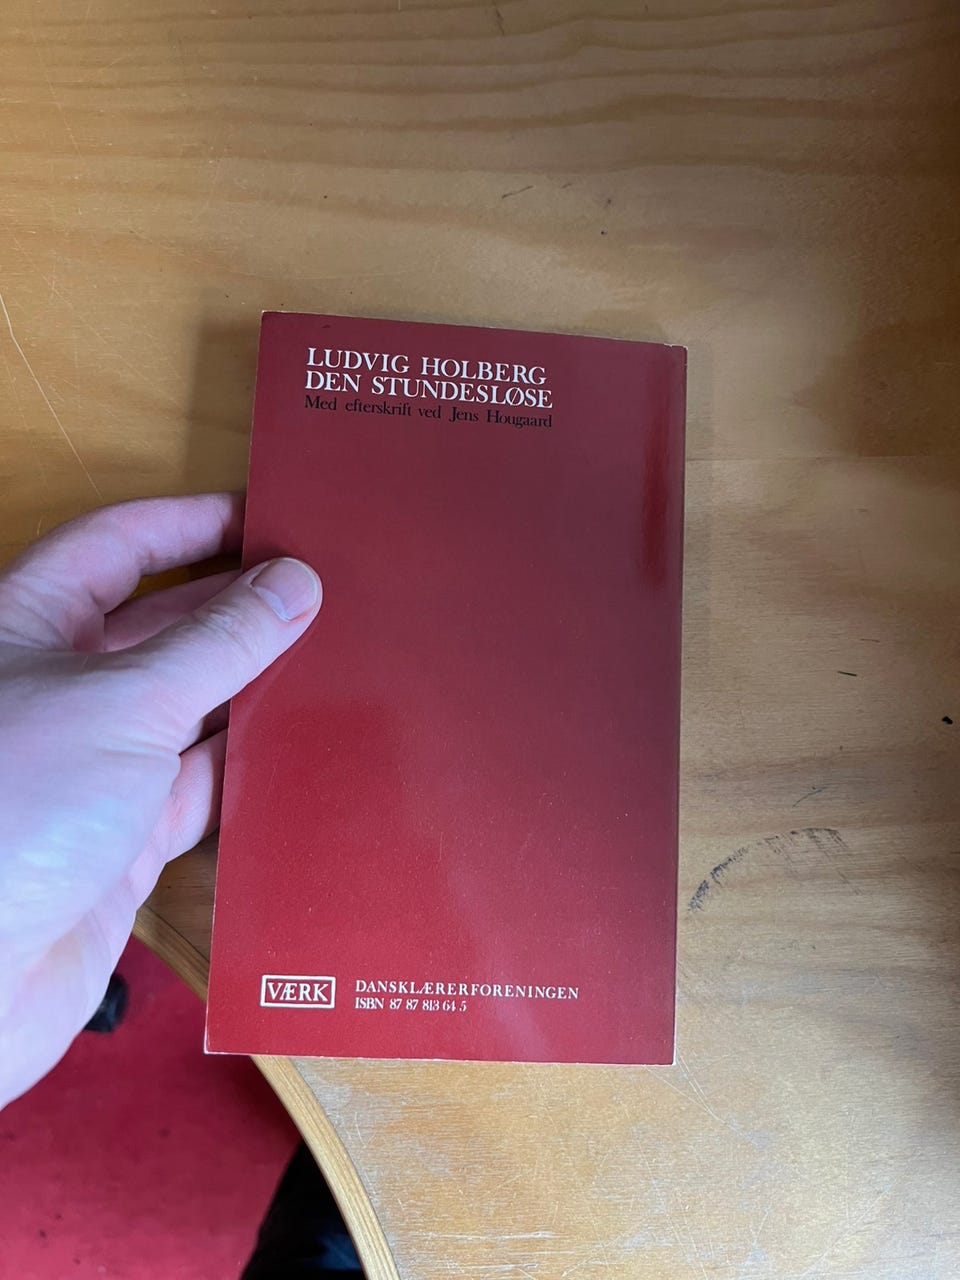 LUDVIG HOLBERG
DEN STUNDESLØSE
Med efterskrift ved Jens Hougaard
VÆRK
DANSKLÆRERFORENINGEN
ISBN 87 87 813 64 5